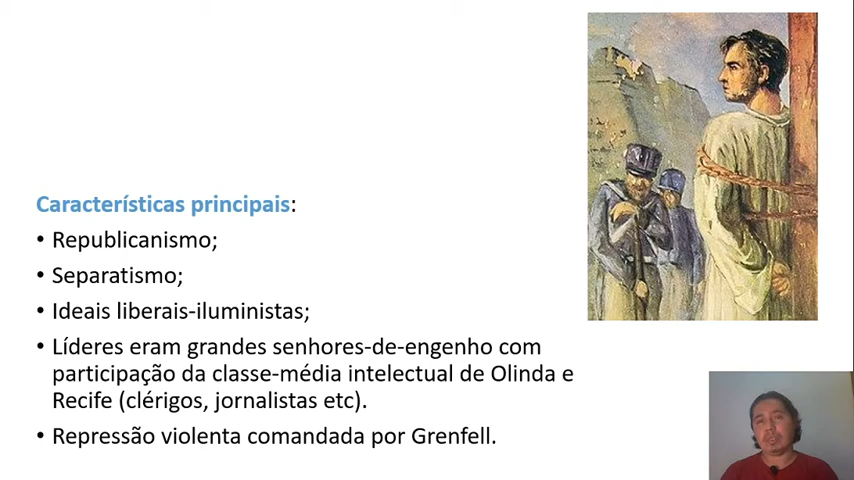 Características principais:
• Republicanismo;
• Separatismo;
• Ideais liberais-iluministas;
• Líderes eram grandes senhores-de-engenho com
participação da classe-média intelectual de Olinda e
Recife (clérigos, jornalistas etc).
• Repressão violenta comandada por Grenfell.